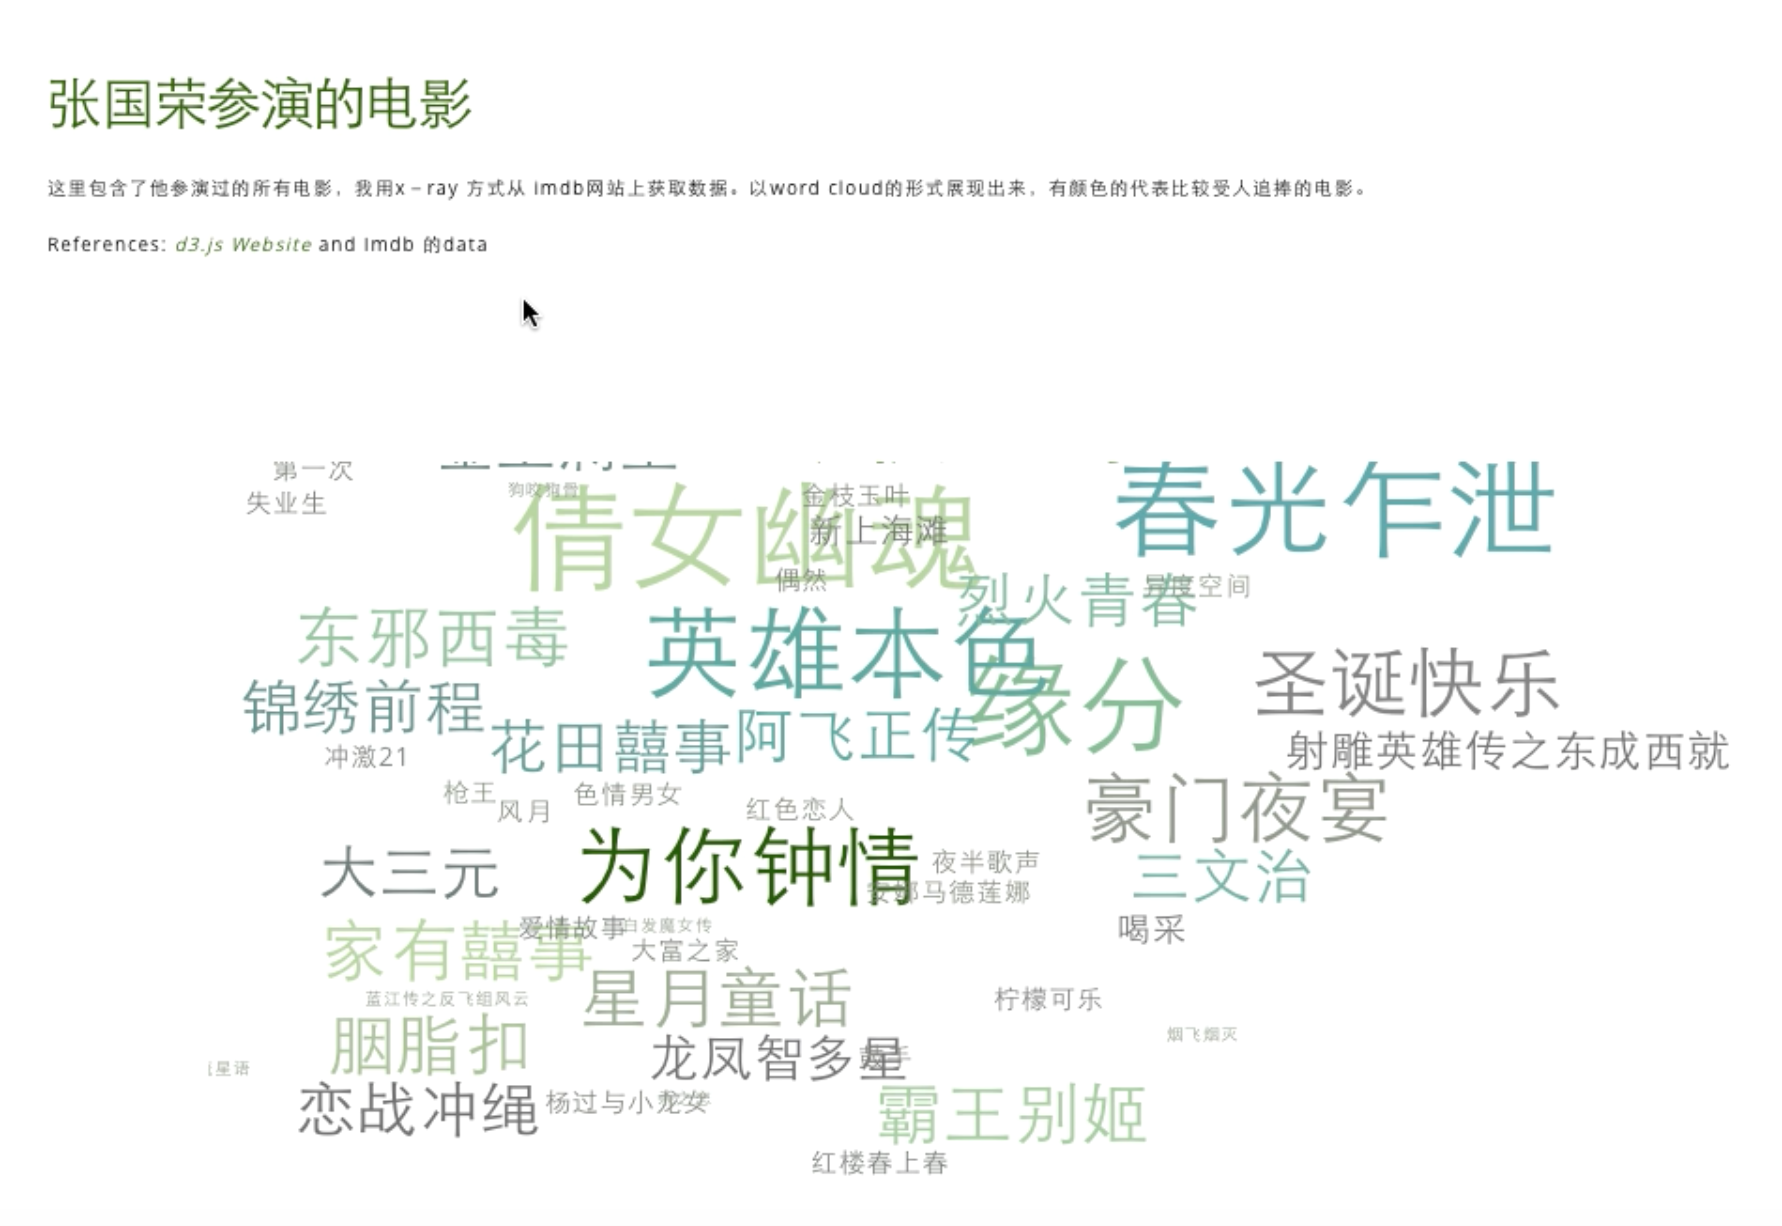 张国荣参演的电影
这里包含了他参演过的所有电影，我用x－ray 方式从 imdb网站上获取数据。以word cloud的形式展现出来，有颜色的代表比较受人追捧的电影。
References: d3.js Website and Imdb 的data
第一次
失业生
狗咬狗骨
金枝玉叶
春光乍泄
倩女幽魂
新上海滩
偶然
烈火青春
异度空间
东邪西毒
英雄本色
缘分
圣诞快乐
锦绣前程
花田囍事
阿飞正传
射雕英雄传之东成西就
冲激21
枪王
风月
色情男女
红色恋人
豪门夜宴
大三元
为你钟情
夜半歌声
安娜马德莲娜
三文治
家有囍事
爱情故事
白发魔女传
大富之家
喝采
蓝江传之反飞组风云
星月童话
柠檬可乐
胭脂扣
龙凤智多星
鼓手
烟飞烟灭
星语
恋战冲绳
杨过与小龙女
霸王别姬
红楼春上春